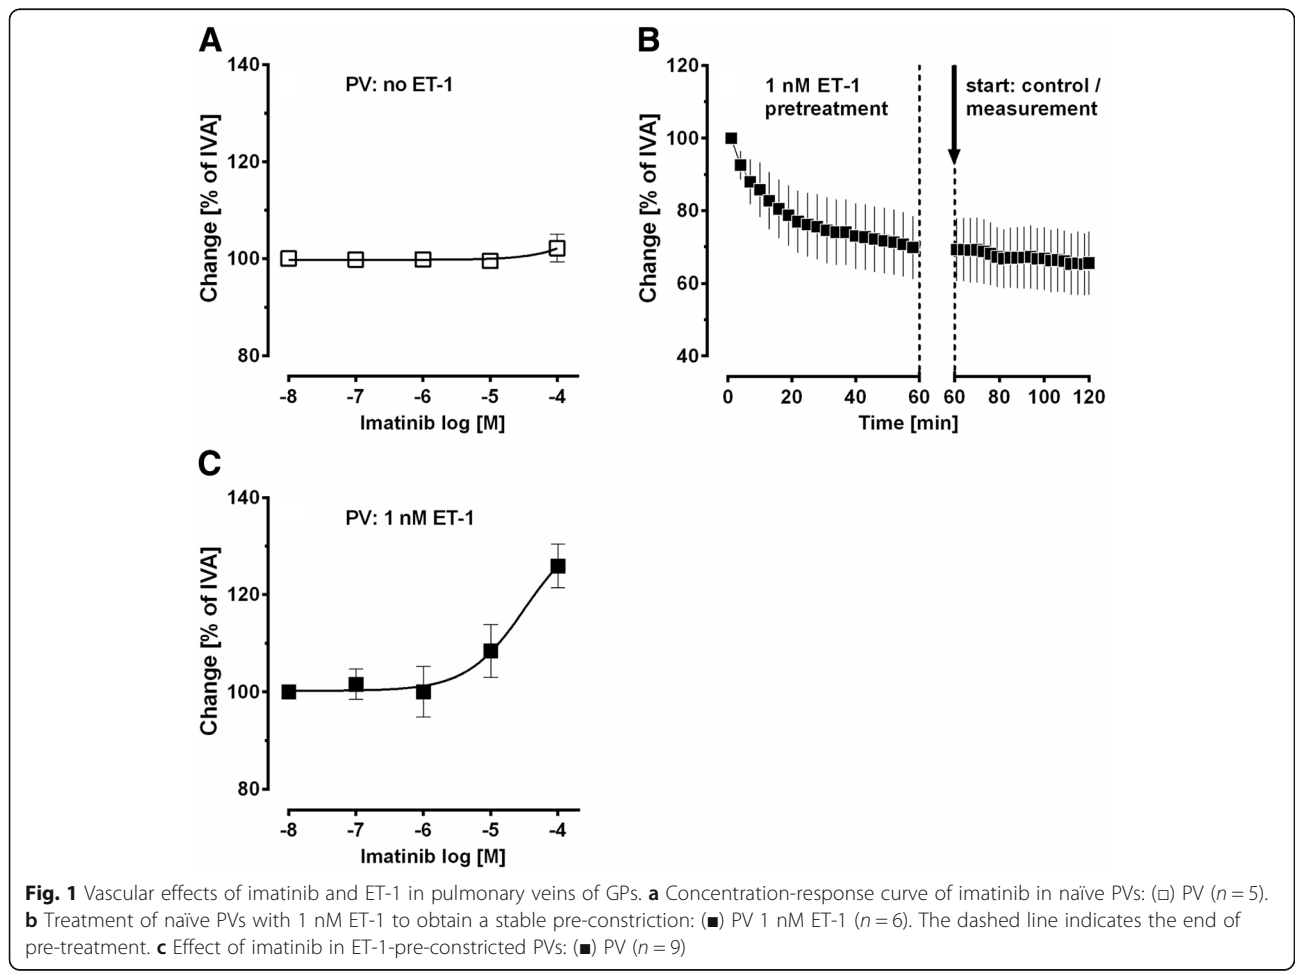 A
140
120
100
80
Change [% of IVA]
PV: no ET-1
-8 -7 -6 -5 -4
Imatinib log [M]
B
120
100
80
60
40
Change [% of IVA]
1 nM ET-1
pretreatment
start: control /
measurement
0 20 40 60 60 80 100 120
Time [min]
C
140
120
100
80
Change [% of IVA]
PV: 1 nM ET-1
-8 -7 -6 -5 -4
Imatinib log [M]
Fig. 1 Vascular effects of imatinib and ET-1 in pulmonary veins of GPs. a Concentration-response curve of imatinib in naïve PVs: (□) PV (n = 5).
b Treatment of naïve PVs with 1 nM ET-1 to obtain a stable pre-constriction: (■) PV 1 nM ET-1 (n = 6). The dashed line indicates the end of
pre-treatment. c Effect of imatinib in ET-1-pre-constricted PVs: (■) PV (n = 9)